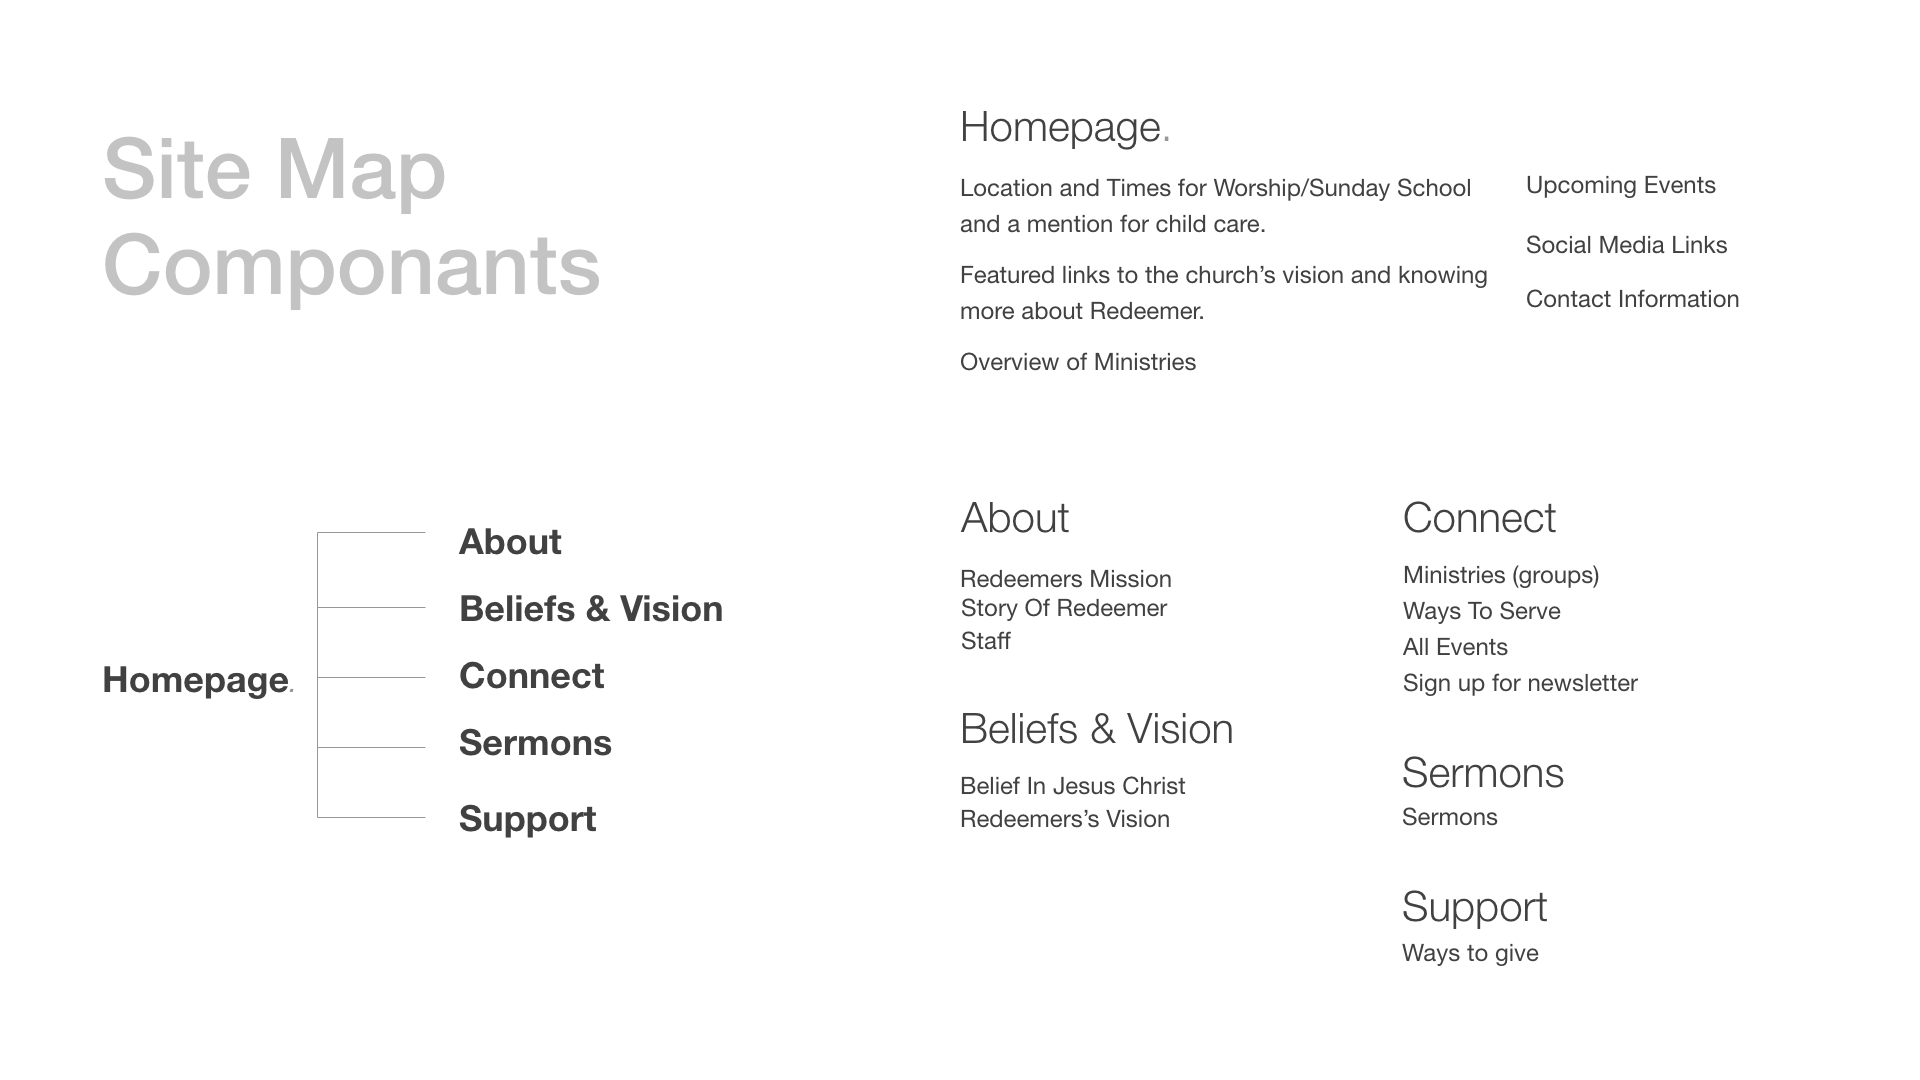 Site Map
Componants
Homepage.
Location and Times for Worship/Sunday School
and a mention for child care.
Featured links to the church’s vision and knowing
more about Redeemer.
Overview of Ministries
Upcoming Events
Social Media Links
Contact Information
Homepage.
About
Beliefs & Vision
Connect
Sermons
Support
About
Redeemers Mission
Story Of Redeemer
Staff
Beliefs & Vision
Belief In Jesus Christ
Redeemers’s Vision
Connect
Ministries (groups)
Ways To Serve
All Events
Sign up for newsletter
Sermons
Sermons
Support
Ways to give